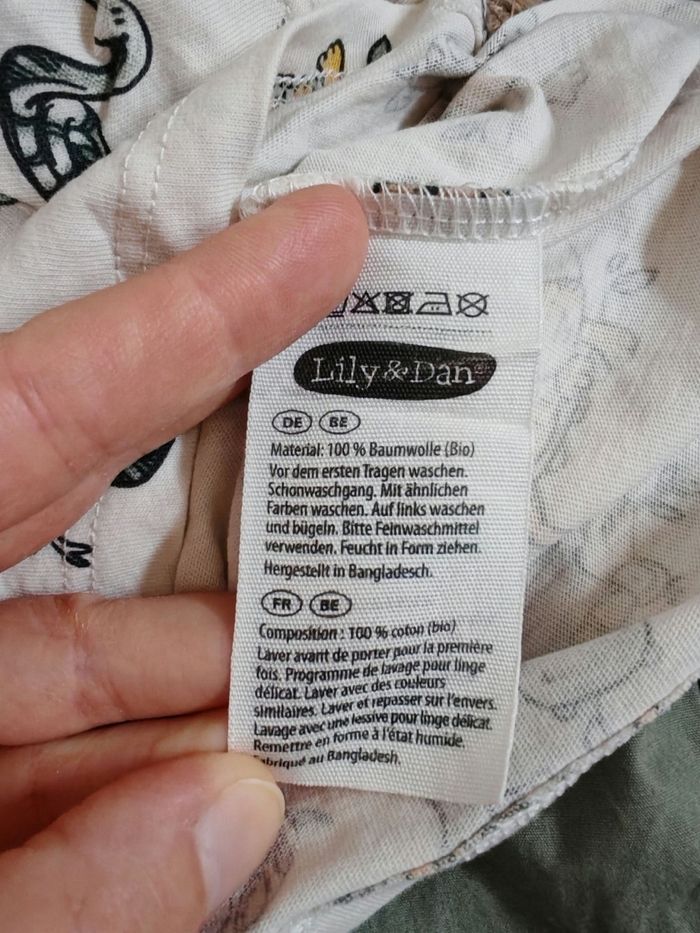 Lily & Dan
DE BE
Material: 100 % Baumwolle (Bio)
Vor dem ersten Tragen waschen.
Schonwaschgang. Mit ähnlichen
Farben waschen. Auf links waschen
und bügeln. Bitte Feinwaschmittel
verwenden. Feucht in Form ziehen.
Hergestellt in Bangladesch.
FR BE
Composition : 100 % coton (bio)
Laver avant de porter pour la première
fois. Programme de lavage pour linge
délicat. Laver avec des couleurs
similaires. Laver et repasser sur l'envers.
Lavage avec une lessive pour linge délicat.
Remettre en forme à l'état humide.
Fabriqué au Bangladesh.